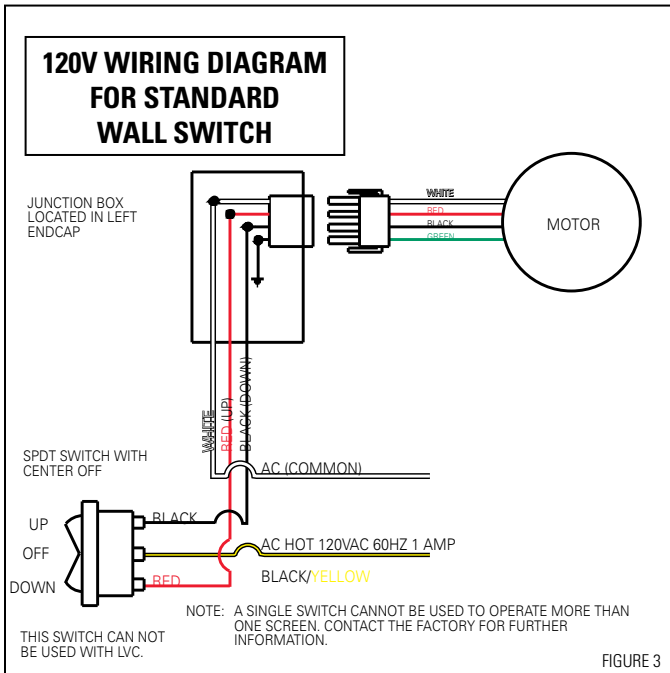 120V WIRING DIAGRAM
FOR STANDARD
WALL SWITCH
JUNCTION BOX
LOCATED IN LEFT
ENDCAP
WHITE
RED
BLACK
GREEN
MOTOR
WHITE
RED (UP)
BLACK (DOWN)
SPDT SWITCH WITH
CENTER OFF
AC (COMMON)
UP
BLACK
OFF
AC HOT 120VAC 60HZ 1 AMP
BLACK/YELLOW
DOWN
RED
NOTE: A SINGLE SWITCH CANNOT BE USED TO OPERATE MORE THAN
ONE SCREEN. CONTACT THE FACTORY FOR FURTHER
INFORMATION.
THIS SWITCH CAN NOT
BE USED WITH LVC.
FIGURE 3